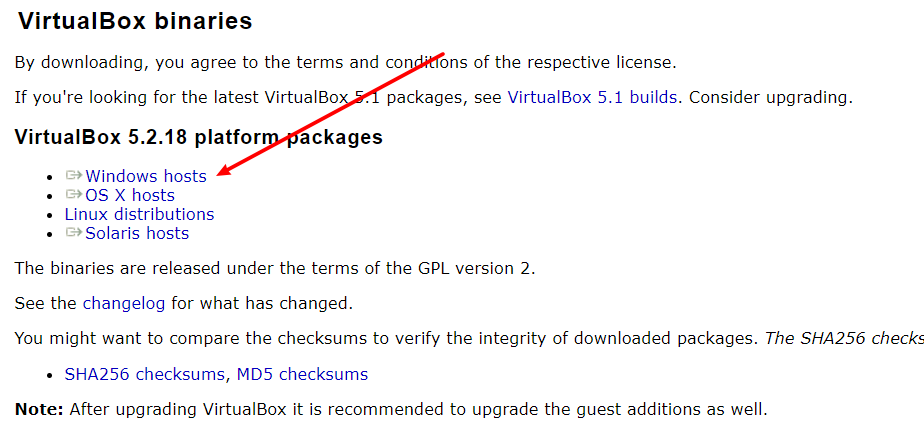 VirtualBox binaries
By downloading, you agree to the terms and conditions of the respective license.
If you're looking for the latest VirtualBox 5.1 packages, see VirtualBox 5.1 builds. Consider upgrading.
VirtualBox 5.2.18 platform packages
Windows hosts
OS X hosts
Linux distributions
Solaris hosts
The binaries are released under the terms of the GPL version 2.
See the changelog for what has changed.
You might want to compare the checksums to verify the integrity of downloaded packages. The SHA256 checks
SHA256 checksums, MD5 checksums
Note: After upgrading VirtualBox it is recommended to upgrade the guest additions as well.